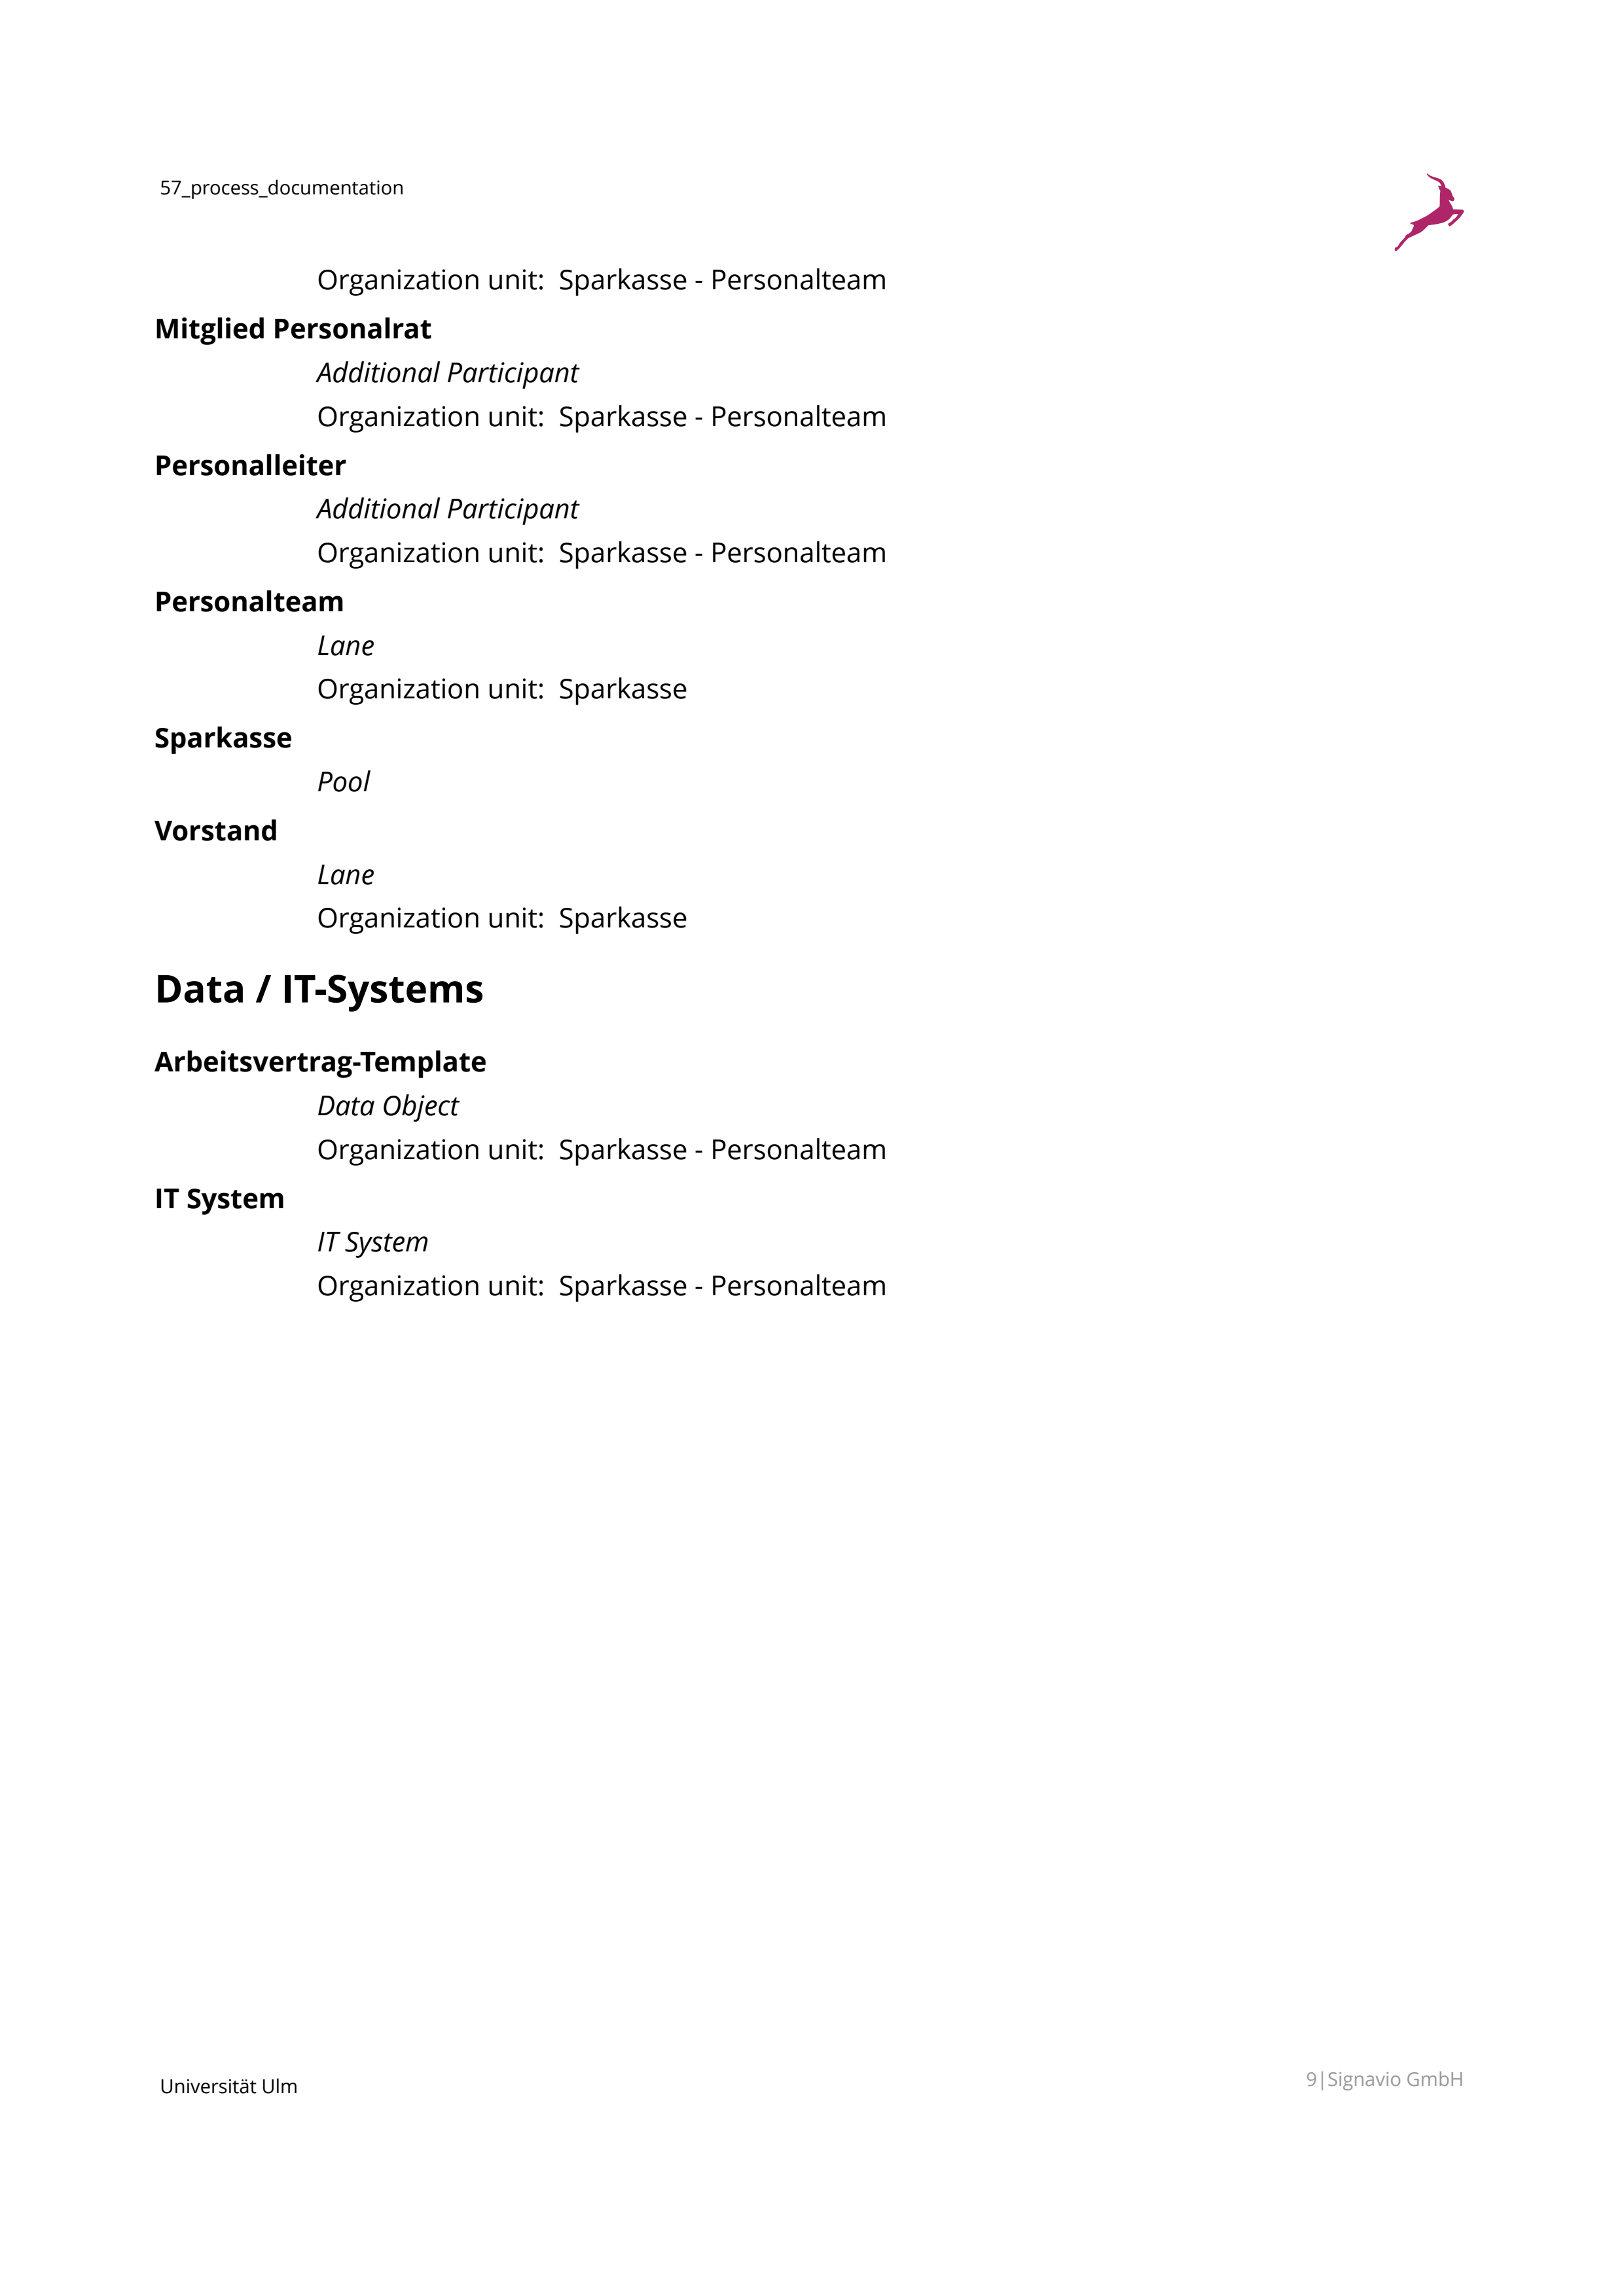 57_process_documentation
Organization unit:  Sparkasse - Personalteam
Mitglied Personalrat
Additional Participant
Organization unit:  Sparkasse - Personalteam
Personalleiter
Additional Participant
Organization unit:  Sparkasse - Personalteam
Personalteam
Lane
Organization unit:  Sparkasse
Sparkasse
Pool
Vorstand
Lane
Organization unit:  Sparkasse
Data / IT-Systems
Arbeitsvertrag-Template
Data Object
Organization unit:  Sparkasse - Personalteam
IT System
IT System
Organization unit:  Sparkasse - Personalteam
Universität Ulm
9|Signavio GmbH